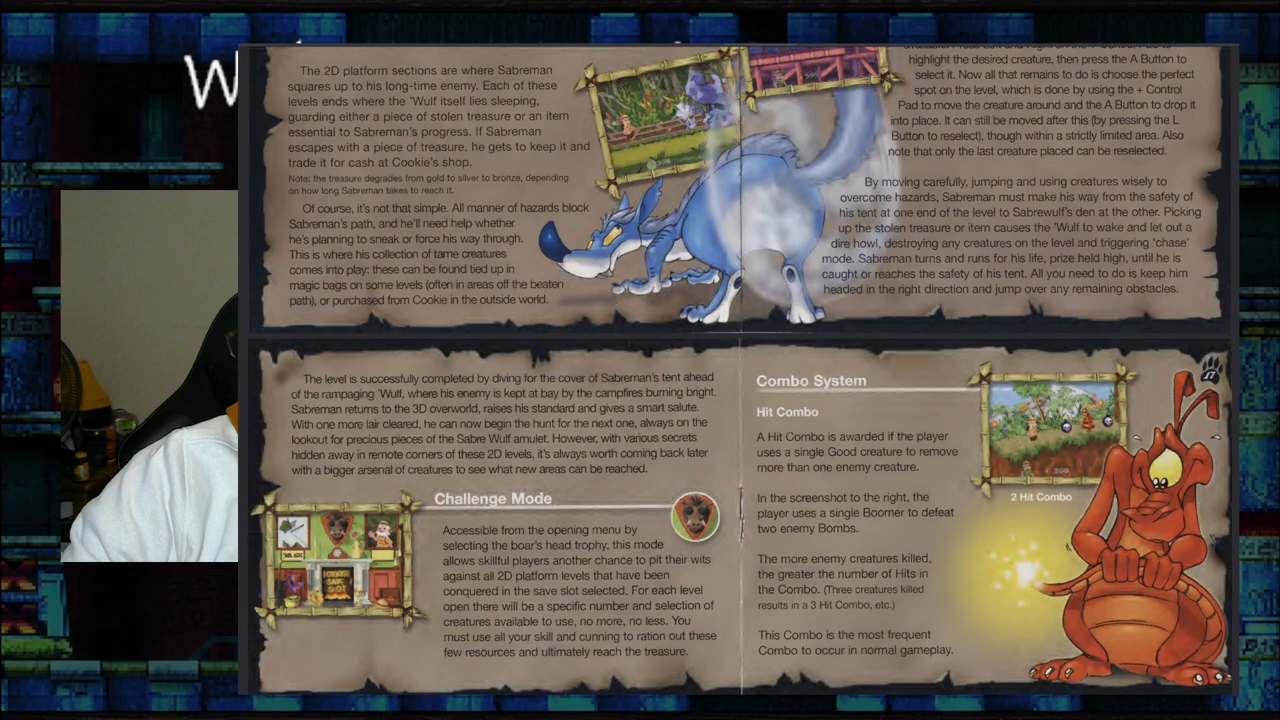 W
The 2D platform sections are where Sabreman
squares up to his long-time enemy. Each of these
levels ends where the 'Wulf itself lies sleeping,
guarding either a piece of stolen treasure or an item
essential to Sabreman's progress. If Sabreman
escapes with a piece of treasure, he gets to keep it and
trade it for cash at Cookie's shop.
Note: the treasure degrades from gold to silver to bronze, depending
on how long Sabreman takes to reach it.
Of course, it's not that simple. All manner of hazards block
Sabreman's path, and he'll need help whether
he's planning to sneak or force his way through.
This is where his collection of tame creatures
comes into play: these can be found tied up in
magic bags on some levels (often in areas off the beaten
path), or purchased from Cookie in the outside world.
highlight the desired creature, then press the A Button to
select it. Now all that remains to do is choose the perfect
spot on the level, which is done by using the + Control
Pad to move the creature around and the A Button to drop it
into place. It can still be moved after this (by pressing the L
Button to reselect), though within a strictly limited area. Also
note that only the last creature placed can be reselected.
By moving carefully, jumping and using creatures wisely to
overcome hazards, Sabreman must make his way from the safety of
his tent at one end of the level to Sabrewulf's den at the other. Picking
up the stolen treasure or item causes the 'Wulf to wake and let out a
dire howl, destroying any creatures on the level and triggering 'chase'
mode. Sabreman turns and runs for his life, prize held high, until he is
caught or reaches the safety of his tent. All you need to do is keep him
headed in the right direction and jump over any remaining obstacles.
The level is successfully completed by diving for the cover of Sabreman's tent ahead
of the rampaging 'Wulf, where his enemy is kept at bay by the campfires burning bright.
Sabreman returns to the 3D overworld, raises his standard and gives a smart salute.
With one more lair cleared, he can now begin the hunt for the next one, always on the
lookout for precious pieces of the Sabre Wulf amulet. However, with various secrets
hidden away in remote corners of these 2D levels, it's always worth coming back later
with a bigger arsenal of creatures to see what new areas can be reached.
Challenge Mode
Accessible from the opening menu by
selecting the boar's head trophy, this mode
allows skillful players another chance to pit their wits
against all 2D platform levels that have been
conquered in the save slot selected. For each level
open there will be a specific number and selection of
creatures available to use, no more, no less. You
must use all your skill and cunning to ration out these
few resources and ultimately reach the treasure.
CHOOSE
SAVE
SLOT
Combo System
Hit Combo
A Hit Combo is awarded if the player
uses a single Good creature to remove
more than one enemy creature.
In the screenshot to the right, the
player uses a single Boomer to defeat
two enemy Bombs.
The more enemy creatures killed,
the greater the number of Hits in
the Combo. (Three creatures killed
results in a 3 Hit Combo, etc.)
This Combo is the most frequent
Combo to occur in normal gameplay.
2 Hit Combo
17